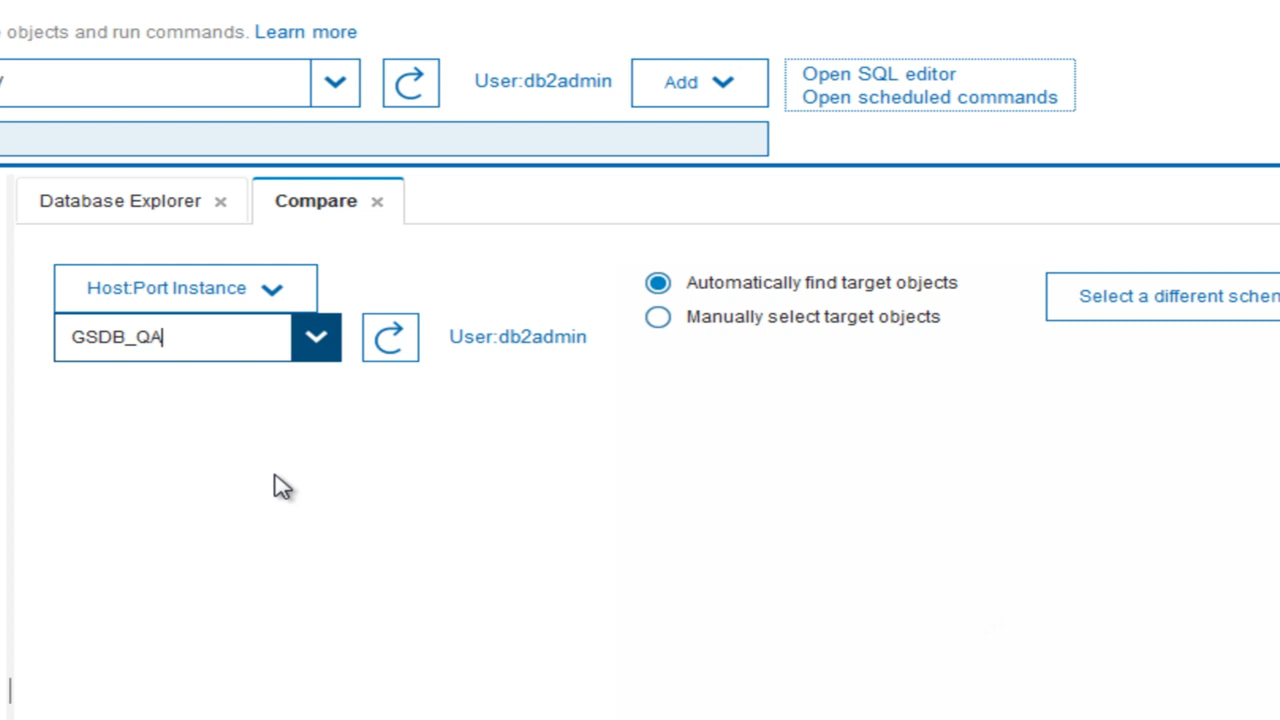 objects and run commands. Learn more
User:db2admin
Add
Open SQL editor
Open scheduled commands
Database Explorer
Compare
Host:Port Instance
GSDB_QA
User:db2admin
Automatically find target objects
Manually select target objects
Select a different